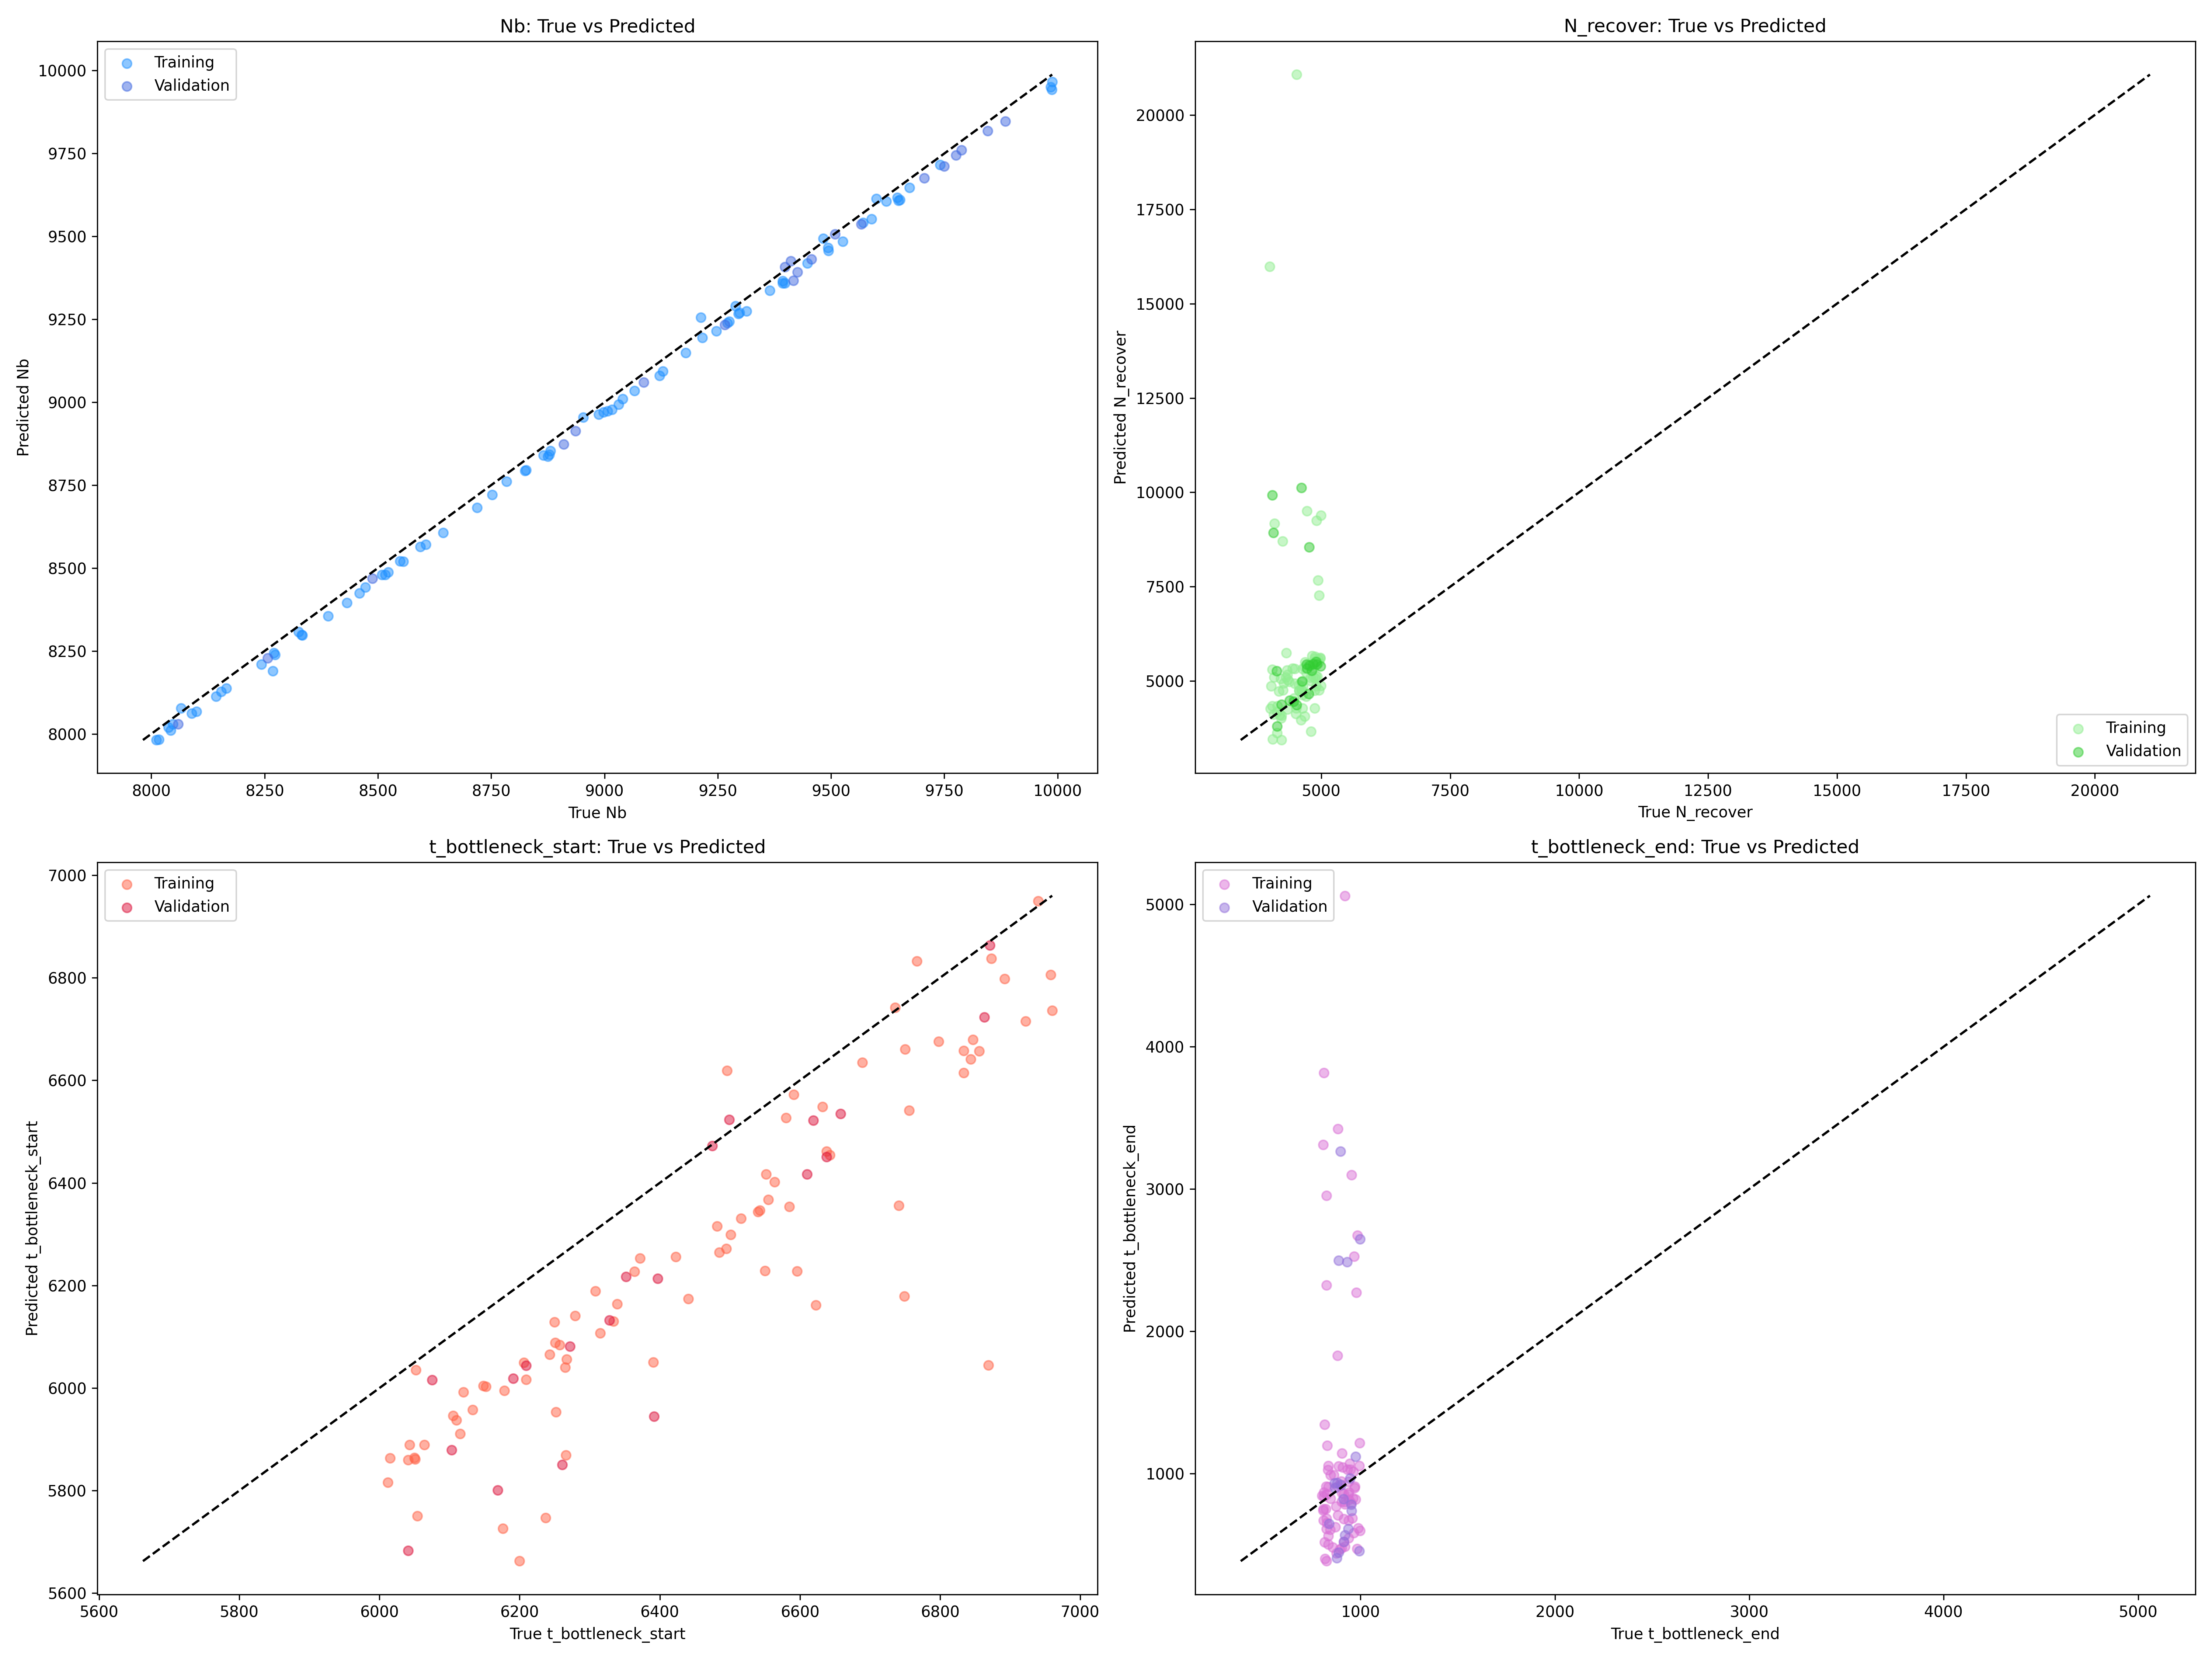 Nb: True vs Predicted
Training
Validation
Predicted Nb
10000
9750
9500
9250
9000
8750
8500
8250
8000
8000 8250 8500 8750 9000 9250 9500 9750 10000
True Nb
N_recover: True vs Predicted
Predicted N_recover
20000
17500
15000
12500
10000
7500
5000
Training
Validation
5000 7500 10000 12500 15000 17500 20000
True N_recover
t_bottleneck_start: True vs Predicted
Training
Validation
Predicted t_bottleneck_start
7000
6800
6600
6400
6200
6000
5800
5600
5600 5800 6000 6200 6400 6600 6800 7000
True t_bottleneck_start
t_bottleneck_end: True vs Predicted
Training
Validation
Predicted t_bottleneck_end
5000
4000
3000
2000
1000
1000 2000 3000 4000 5000
True t_bottleneck_end